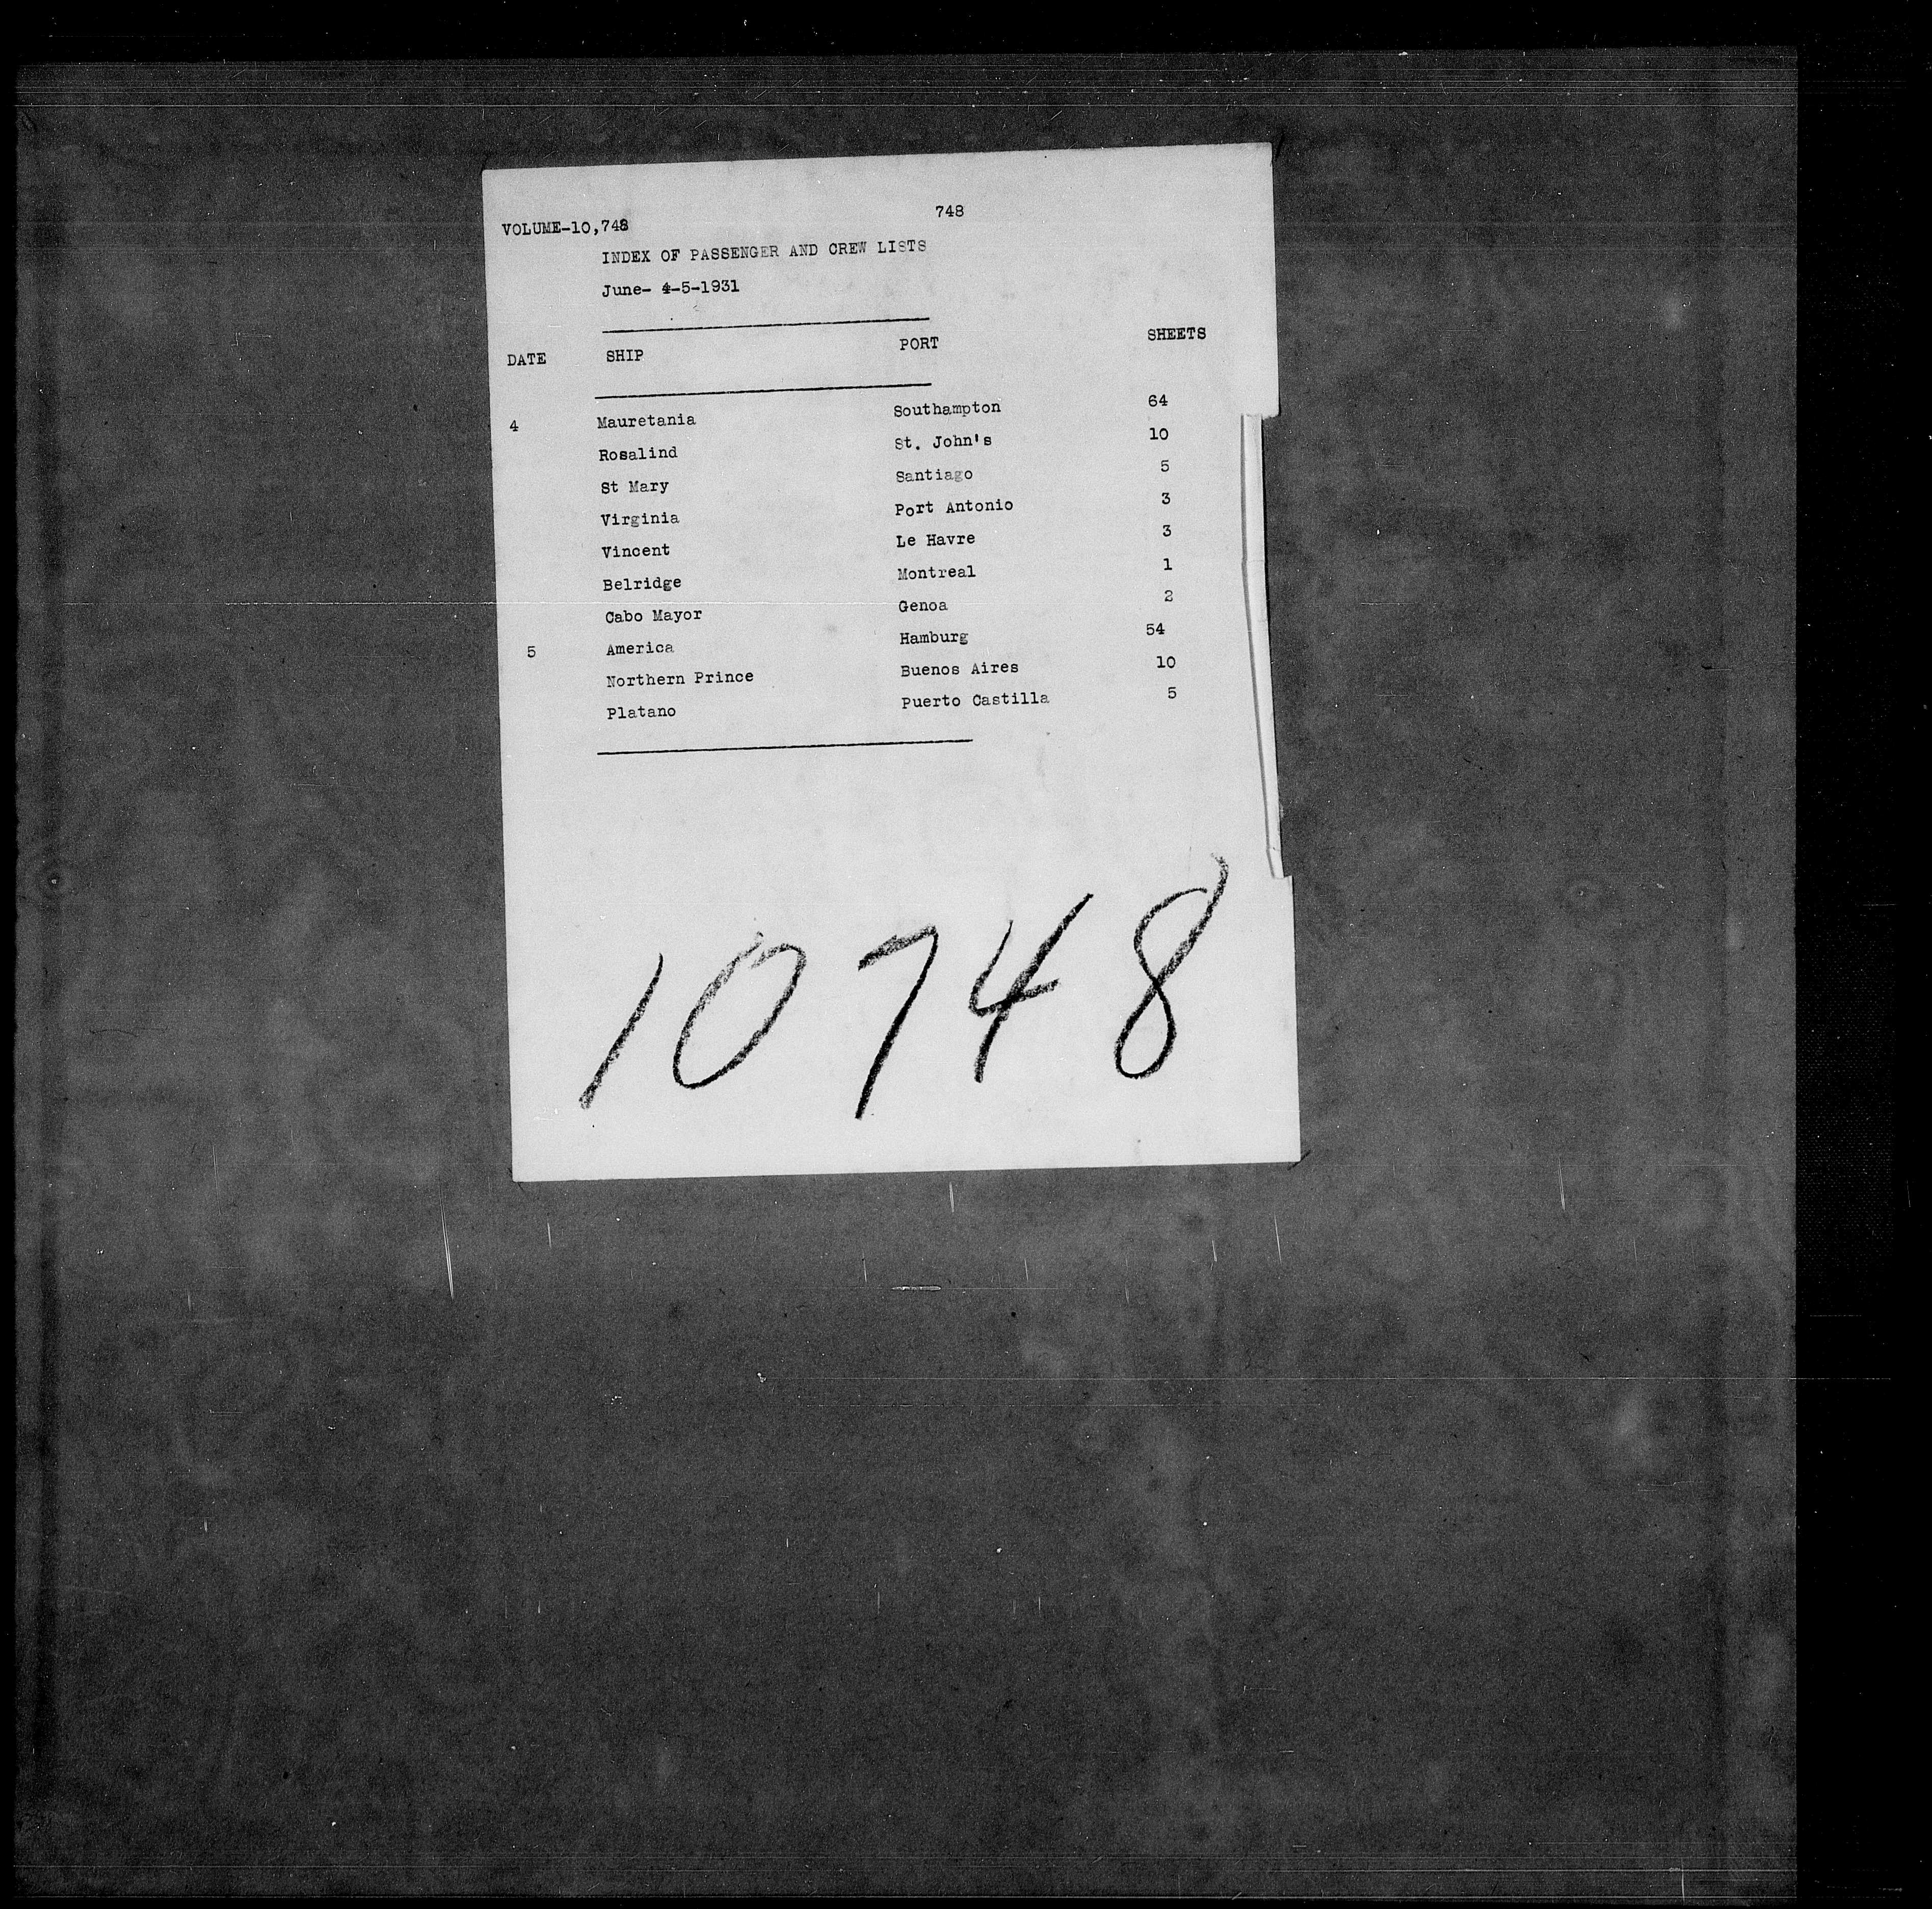 748
VOLUME-10,748
INDEX OF PASSENGER AND CREW LISTS
June- 4-5-1931
DATE SHIP PORT SHEETS
4 Mauretania Southampton 64
Rosalind St. John's 10
St Mary Santiago 5
Virginia Port Antonio 3
Vincent Le Havre 3
Belridge Montreal 1
Cabo Mayor Genoa 2
5 America Hamburg 54
Northern Prince Buenos Aires 10
Platano Puerto Castilla 5
10748